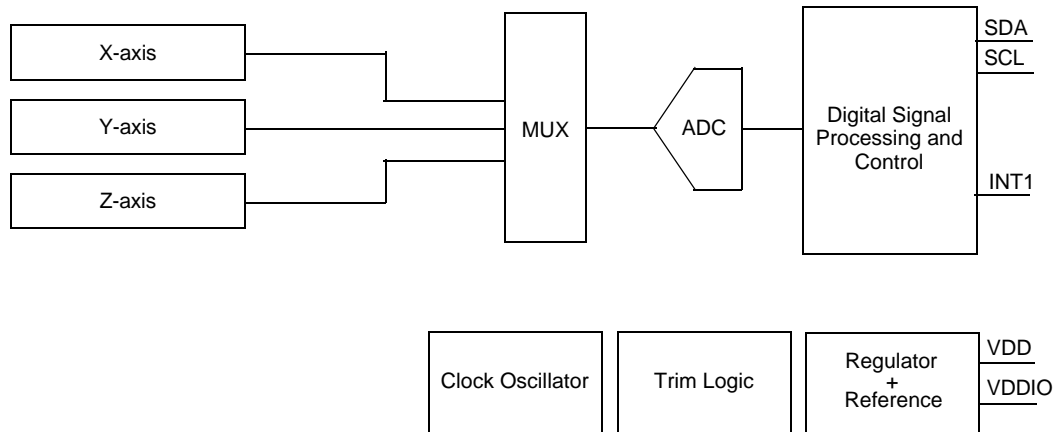 X-axis
Y-axis
Z-axis
MUX
ADC
Digital Signal
Processing and
Control
SDA
SCL
INT1
Clock Oscillator
Trim Logic
Regulator
+
Reference
VDD
VDDIO